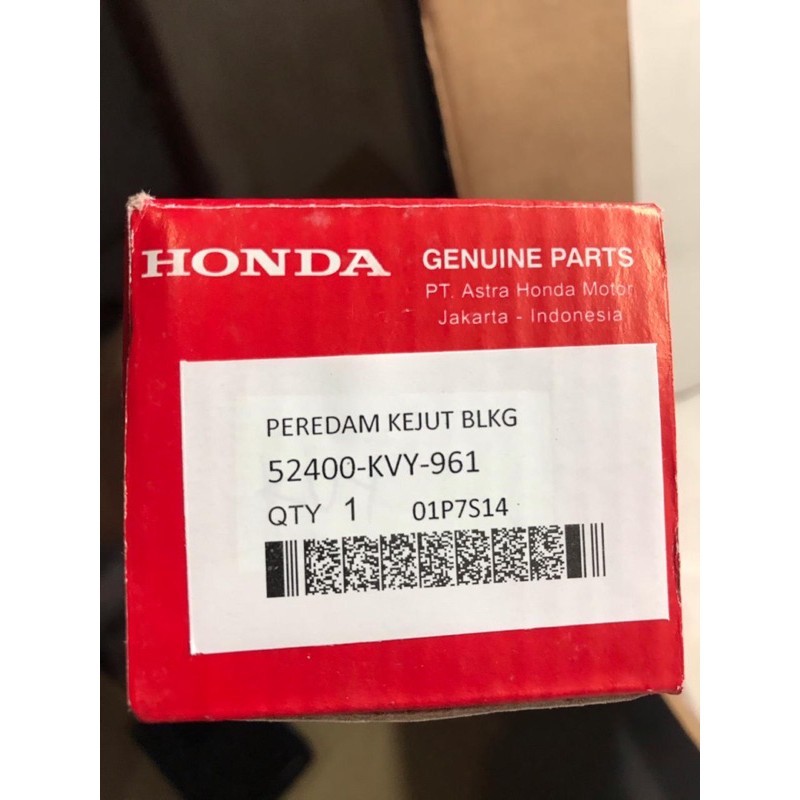 HONDA GENUINE PARTS
PT. Astra Honda Motor
Jakarta - Indonesia
PEREDAM KEJUT BLKG
52400-KVY-961
QTY 1 01P7S14